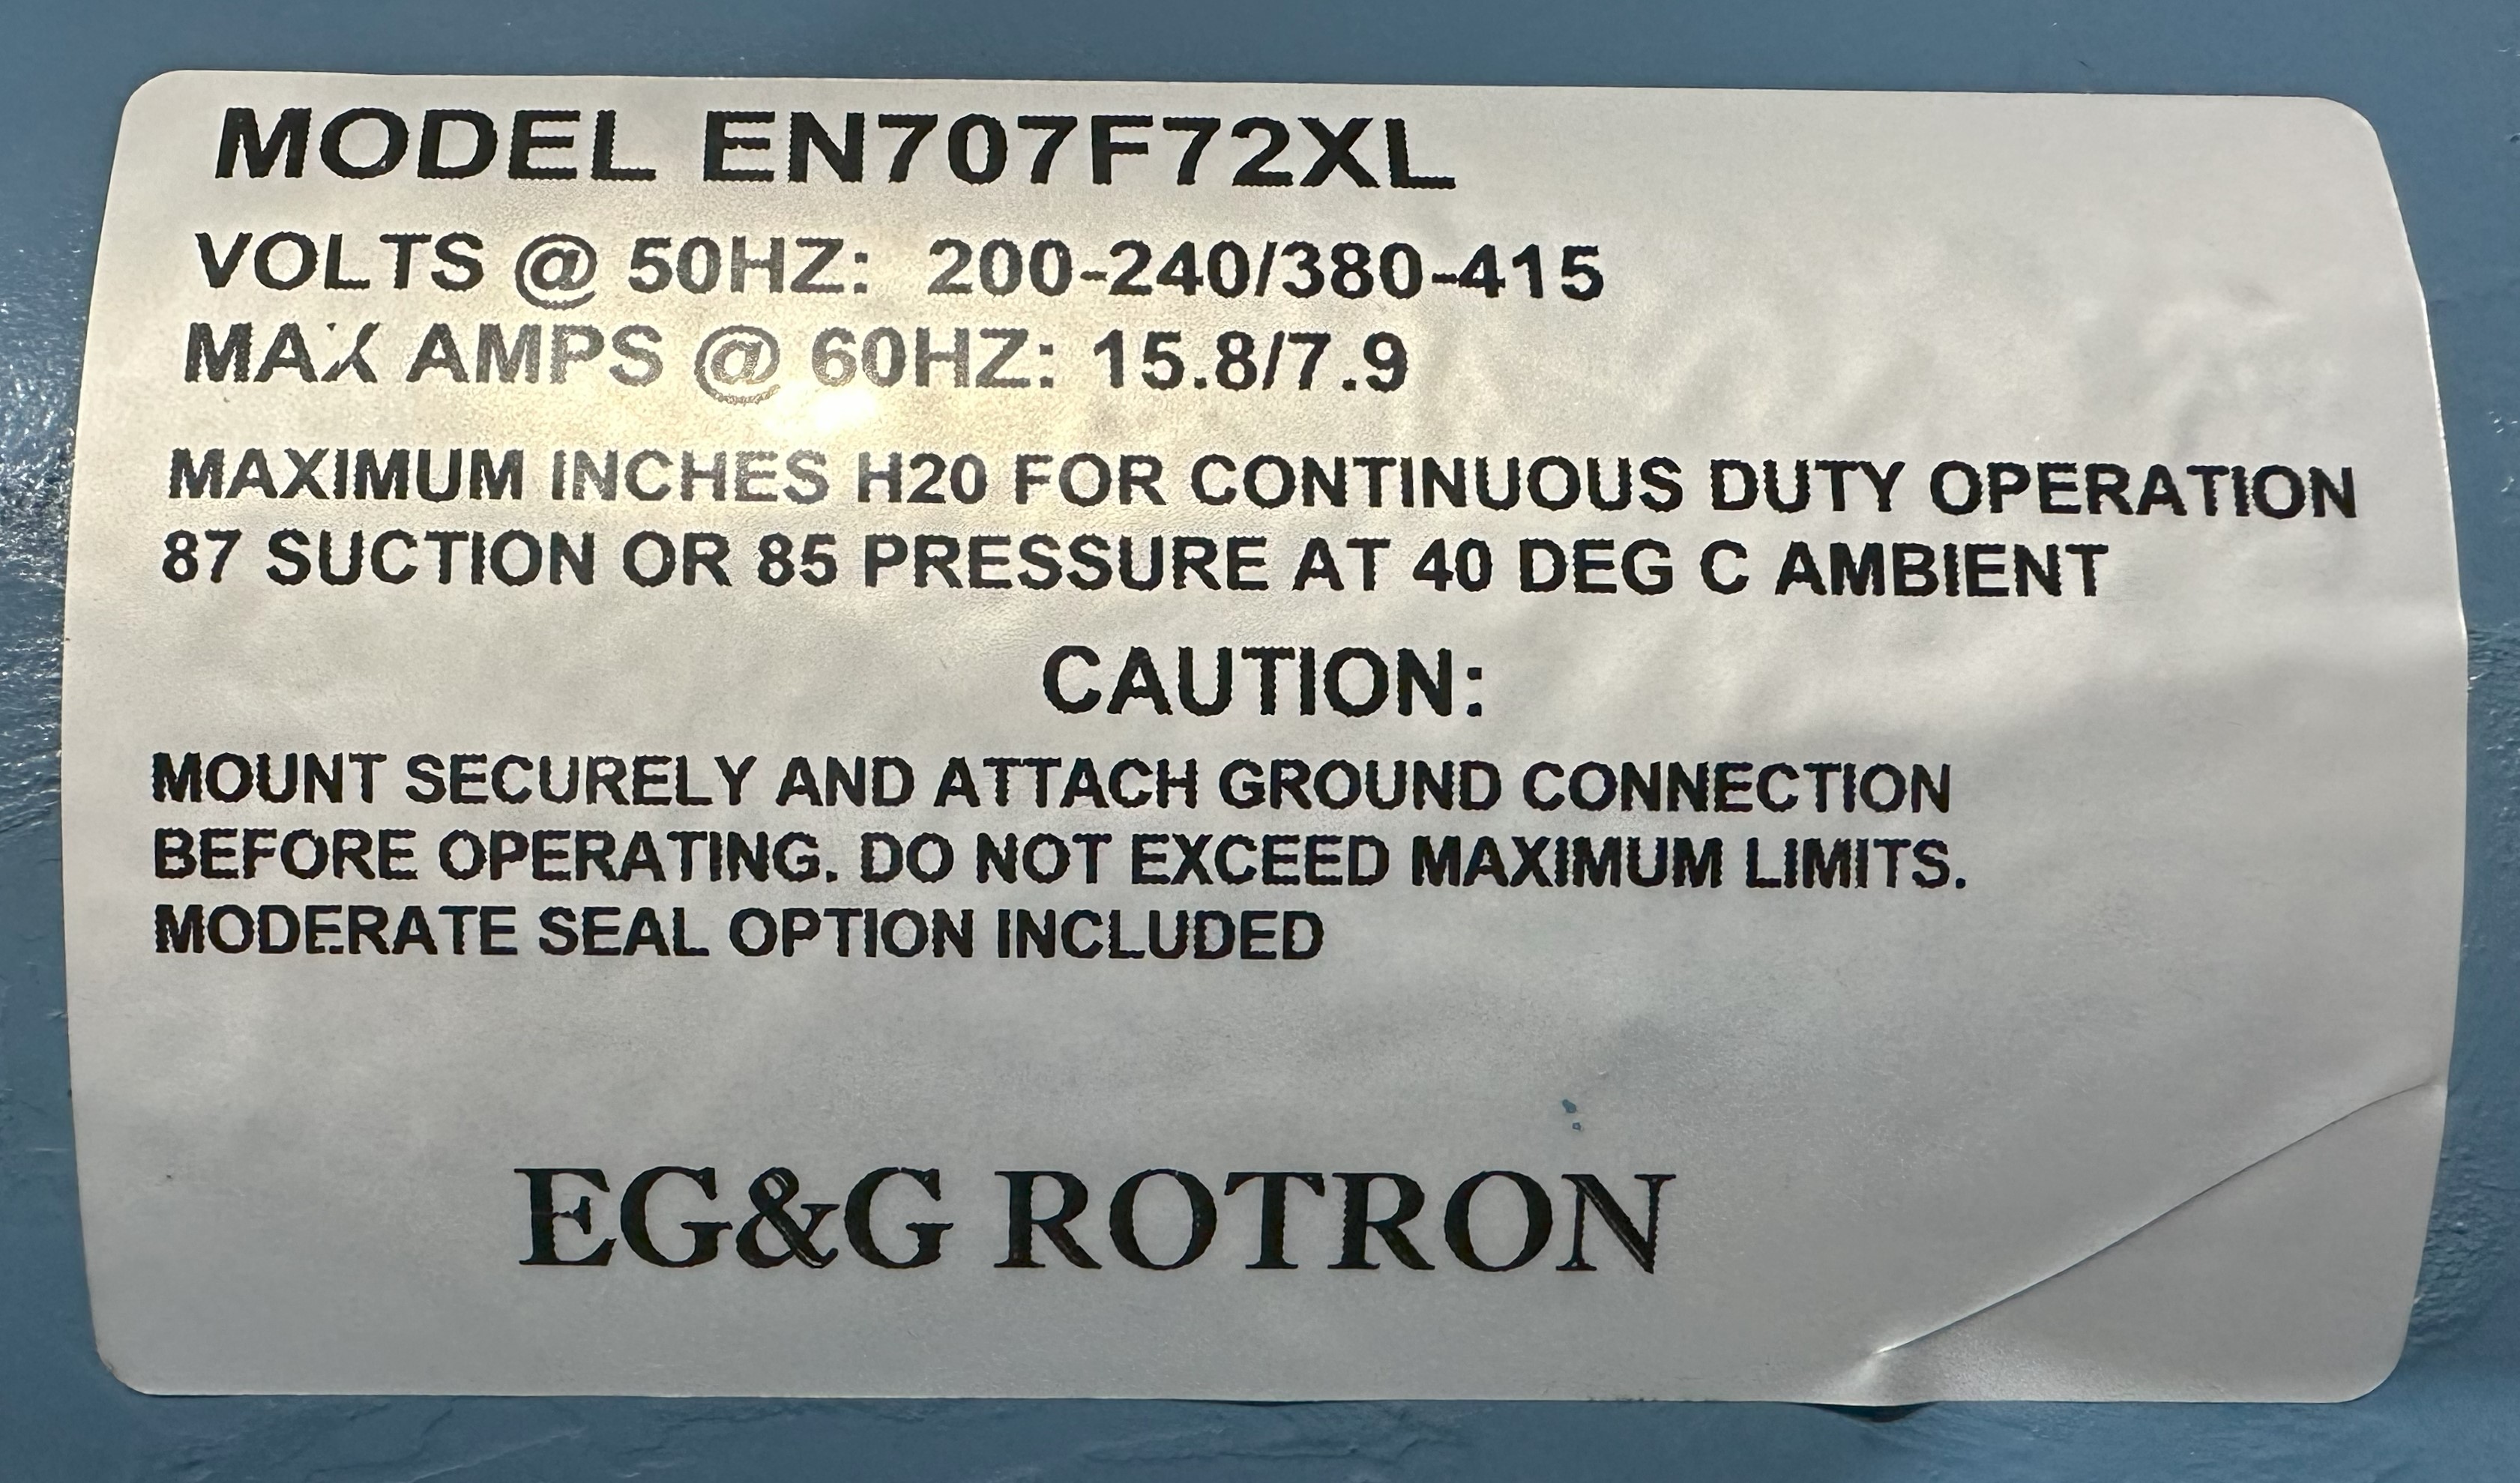 MODEL EN707F72XL
VOLTS @ 50HZ: 200-240/380-415
MAX AMPS @ 60HZ: 15.8/7.9
MAXIMUM INCHES H20 FOR CONTINUOUS DUTY OPERATION
87 SUCTION OR 85 PRESSURE AT 40 DEG C AMBIENT
CAUTION:
MOUNT SECURELY AND ATTACH GROUND CONNECTION
BEFORE OPERATING. DO NOT EXCEED MAXIMUM LIMITS.
MODERATE SEAL OPTION INCLUDED
EG&G ROTRON